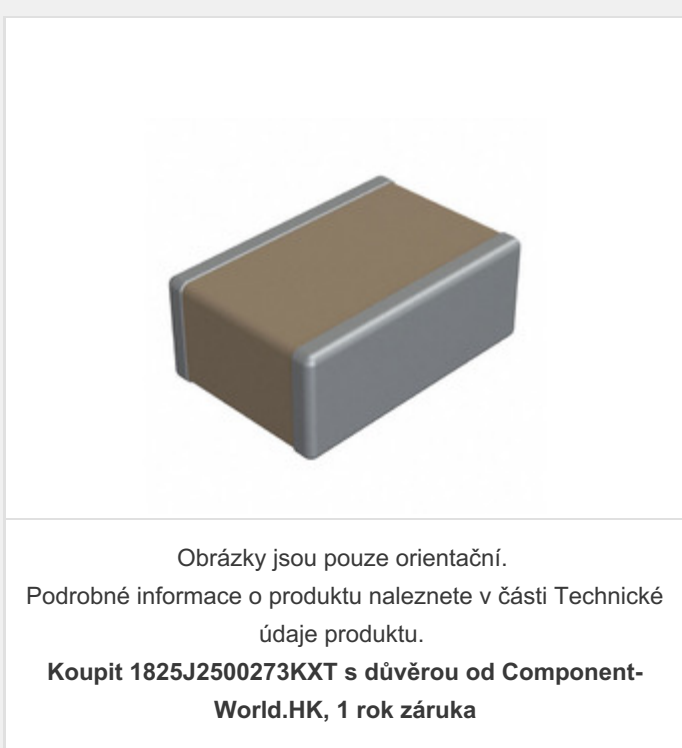 Obrázky jsou pouze orientační.
Podrobné informace o produktu naleznete v části Technické
údaje produktu.
Koupit 1825J2500273KXT s důvěrou od Component-
World.HK, 1 rok záruka